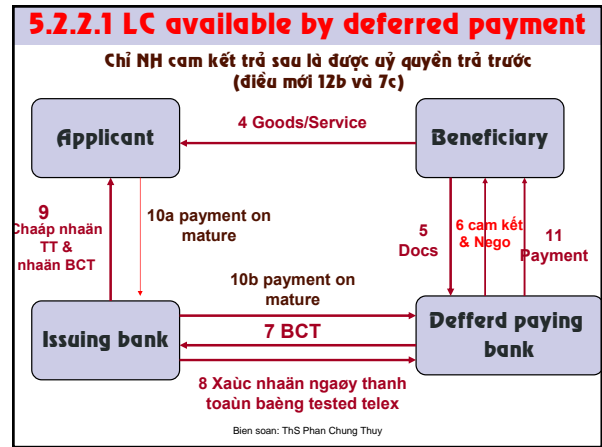 5.2.2.1 LC available by deferred payment
Chỉ NH cam kết trả sau là được uỷ quyền trả trước
(điều mới 12b và 7c)
Applicant
4 Goods/Service
Beneficiary
9
Chaáp nhaän
TT &
nhaän BCT
10a payment on
mature
5
Docs
6 cam kết
& Nego
11
Payment
10b payment on
mature
Issuing bank
7 BCT
Defferd paying
bank
8 Xaùc nhaän ngaøy thanh
toaùn baèng tested telex
Bien soan: ThS Phan Chung Thuy